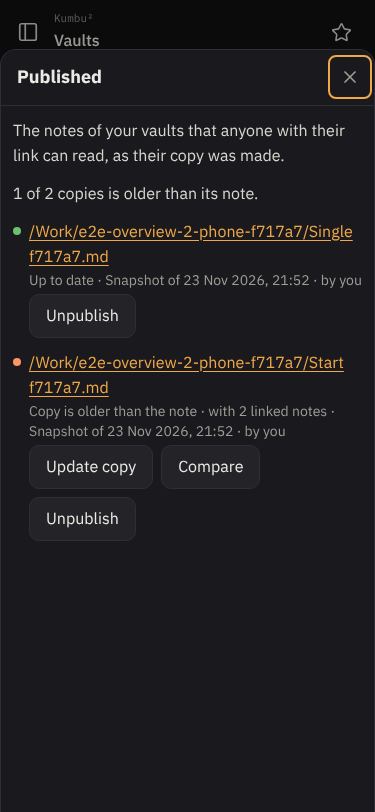 Kumbu²
Vaults
Published
The notes of your vaults that anyone with their
link can read, as their copy was made.
1 of 2 copies is older than its note.
/Work/e2e-overview-2-phone-f717a7/Single
f717a7.md
Up to date · Snapshot of 23 Nov 2026, 21:52 · by you
Unpublish
/Work/e2e-overview-2-phone-f717a7/Start
f717a7.md
Copy is older than the note · with 2 linked notes ·
Snapshot of 23 Nov 2026, 21:52 · by you
Update copy Compare
Unpublish